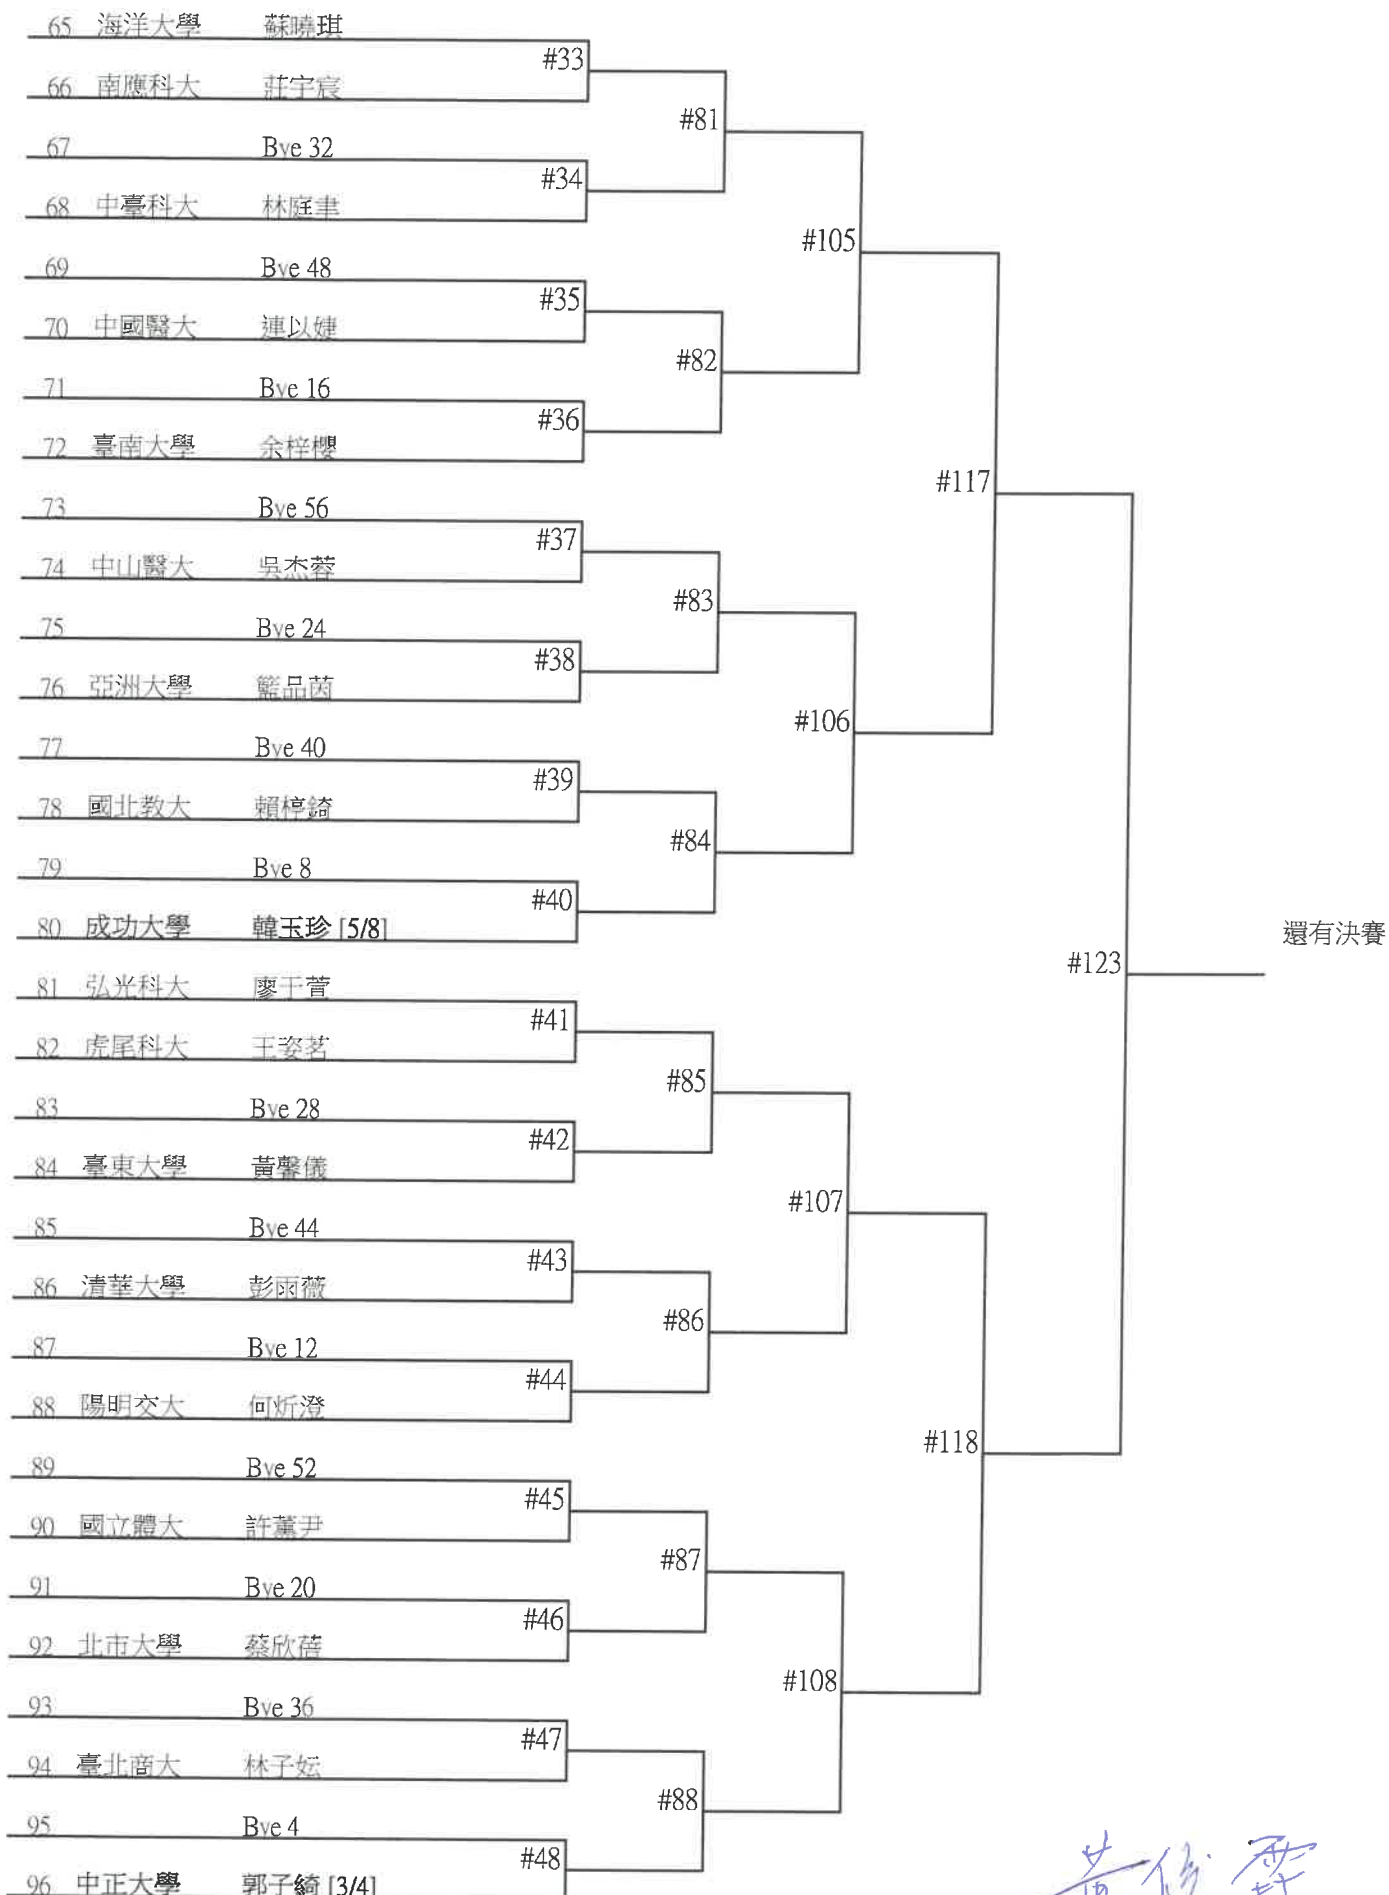 65 海洋大學 蘇曉琪
#33
66 南應科大 莊宇宸
#81
67 Bye 32
#34
68 中臺科大 林庭聿
#105
69 Bye 48
#35
70 中國醫大 連以婕
#82
71 Bye 16
#36
72 臺南大學 余梓櫻
#117
73 Bye 56
#37
74 中山醫大 吳杰蓉
#83
75 Bye 24
#38
76 亞洲大學 籃品茵
#106
77 Bye 40
#39
78 國北教大 賴楟錡
#84
79 Bye 8
#40
80 成功大學 韓玉珍 [5/8]
還有決賽
#123
81 弘光科大 廖于萱
#41
82 虎尾科大 王姿茗
#85
83 Bye 28
#42
84 臺東大學 黃馨儀
#107
85 Bye 44
#43
86 清華大學 彭雨薇
#86
87 Bye 12
#44
88 陽明交大 何炘澄
#118
89 Bye 52
#45
90 國立體大 許薰尹
#87
91 Bye 20
#46
92 北市大學 蔡欣蓓
#108
93 Bye 36
#47
94 臺北商大 林子妘
#88
95 Bye 4
#48
96 中正大學 郭子綺 [3/4]